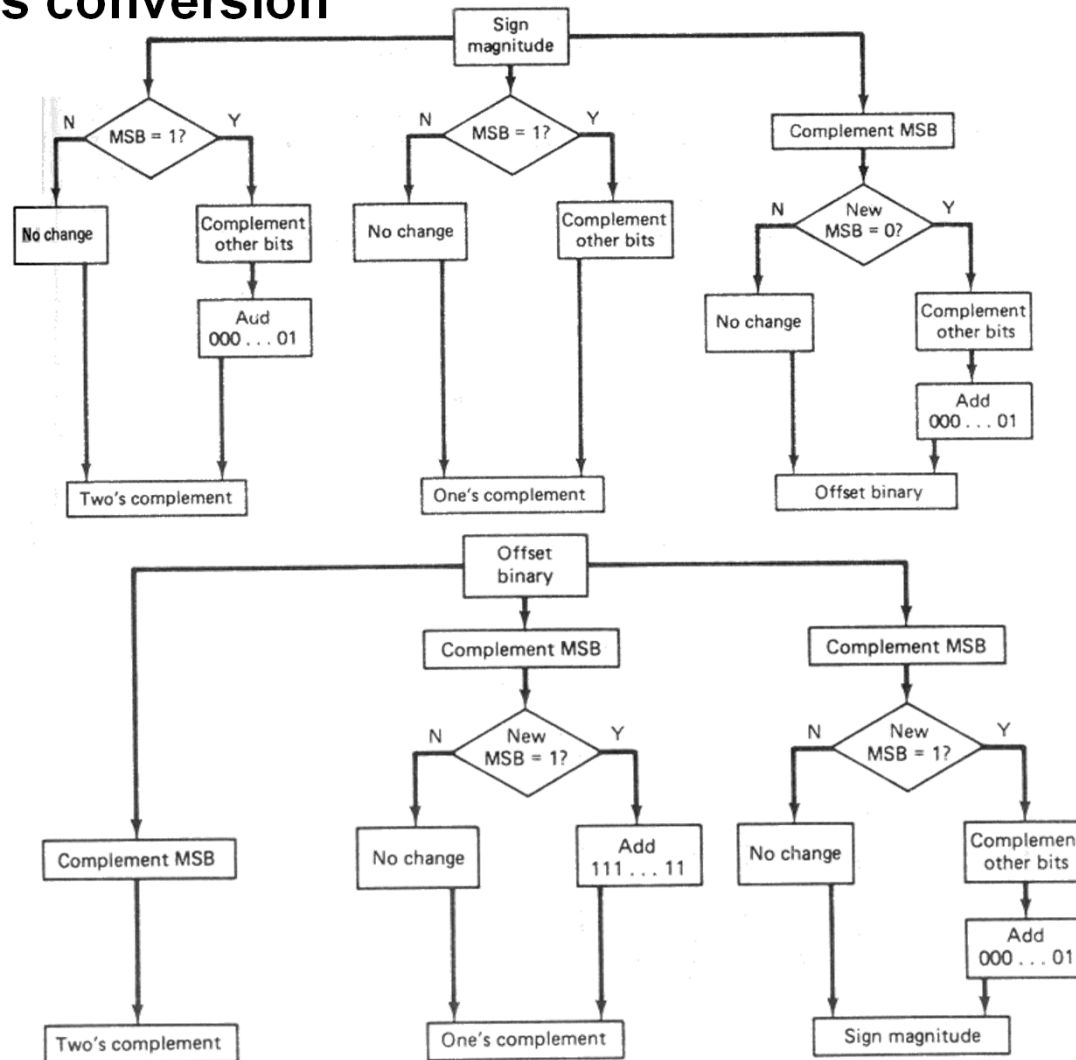 s conversion
Sign
magnitude
MSB = 1?
N
Y
No change
Complement
other bits
Aud
000 . . . 01
Two's complement
MSB = 1?
N
Y
No change
Complement
other bits
One's complement
Complement MSB
New
MSB = 0?
N
Y
No change
Complement
other bits
Add
000 . . . 01
Offset binary
Offset
binary
Complement MSB
Two's complement
Complement MSB
New
MSB = 1?
N
Y
No change
Add
111 . . . 11
One's complement
Complement MSB
New
MSB = 1?
N
Y
No change
Complemen
other bits
Add
000 . . . 01
Sign magnitude